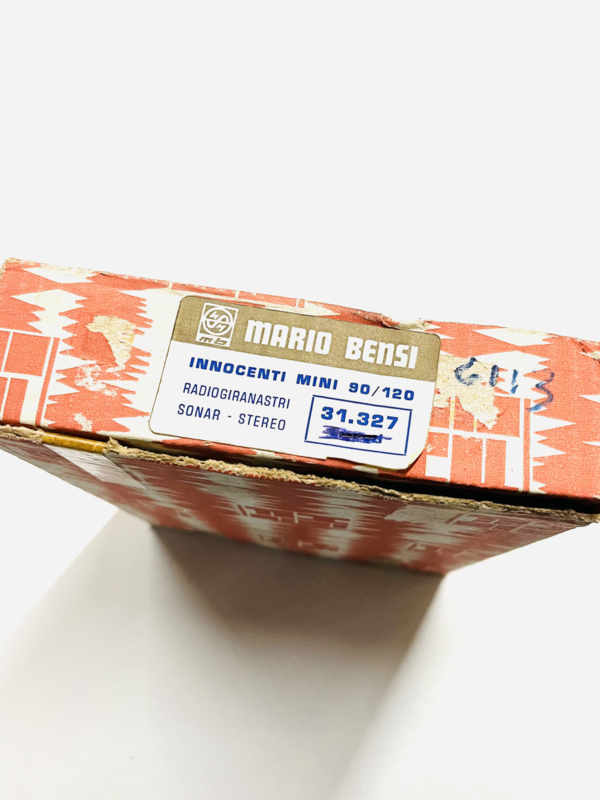 MARIO BENSI
INNOCENTI MINI 90/120
RADIOGIRANASTRI
SONAR - STEREO
31.327